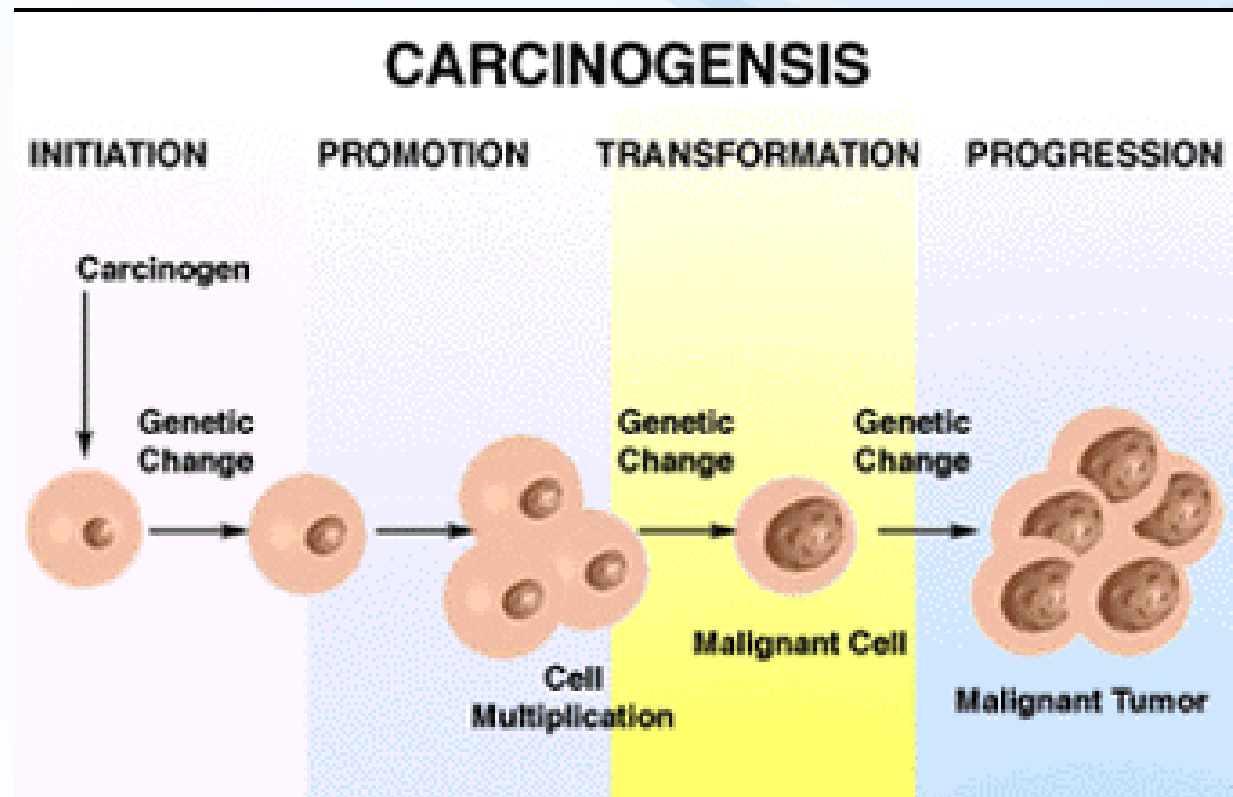 CARCINOGENSIS
INITIATION PROMOTION TRANSFORMATION PROGRESSION
Carcinogen
Genetic
Change
Genetic
Change
Genetic
Change
Cell
Multiplication
Malignant Cell
Malignant Tumor